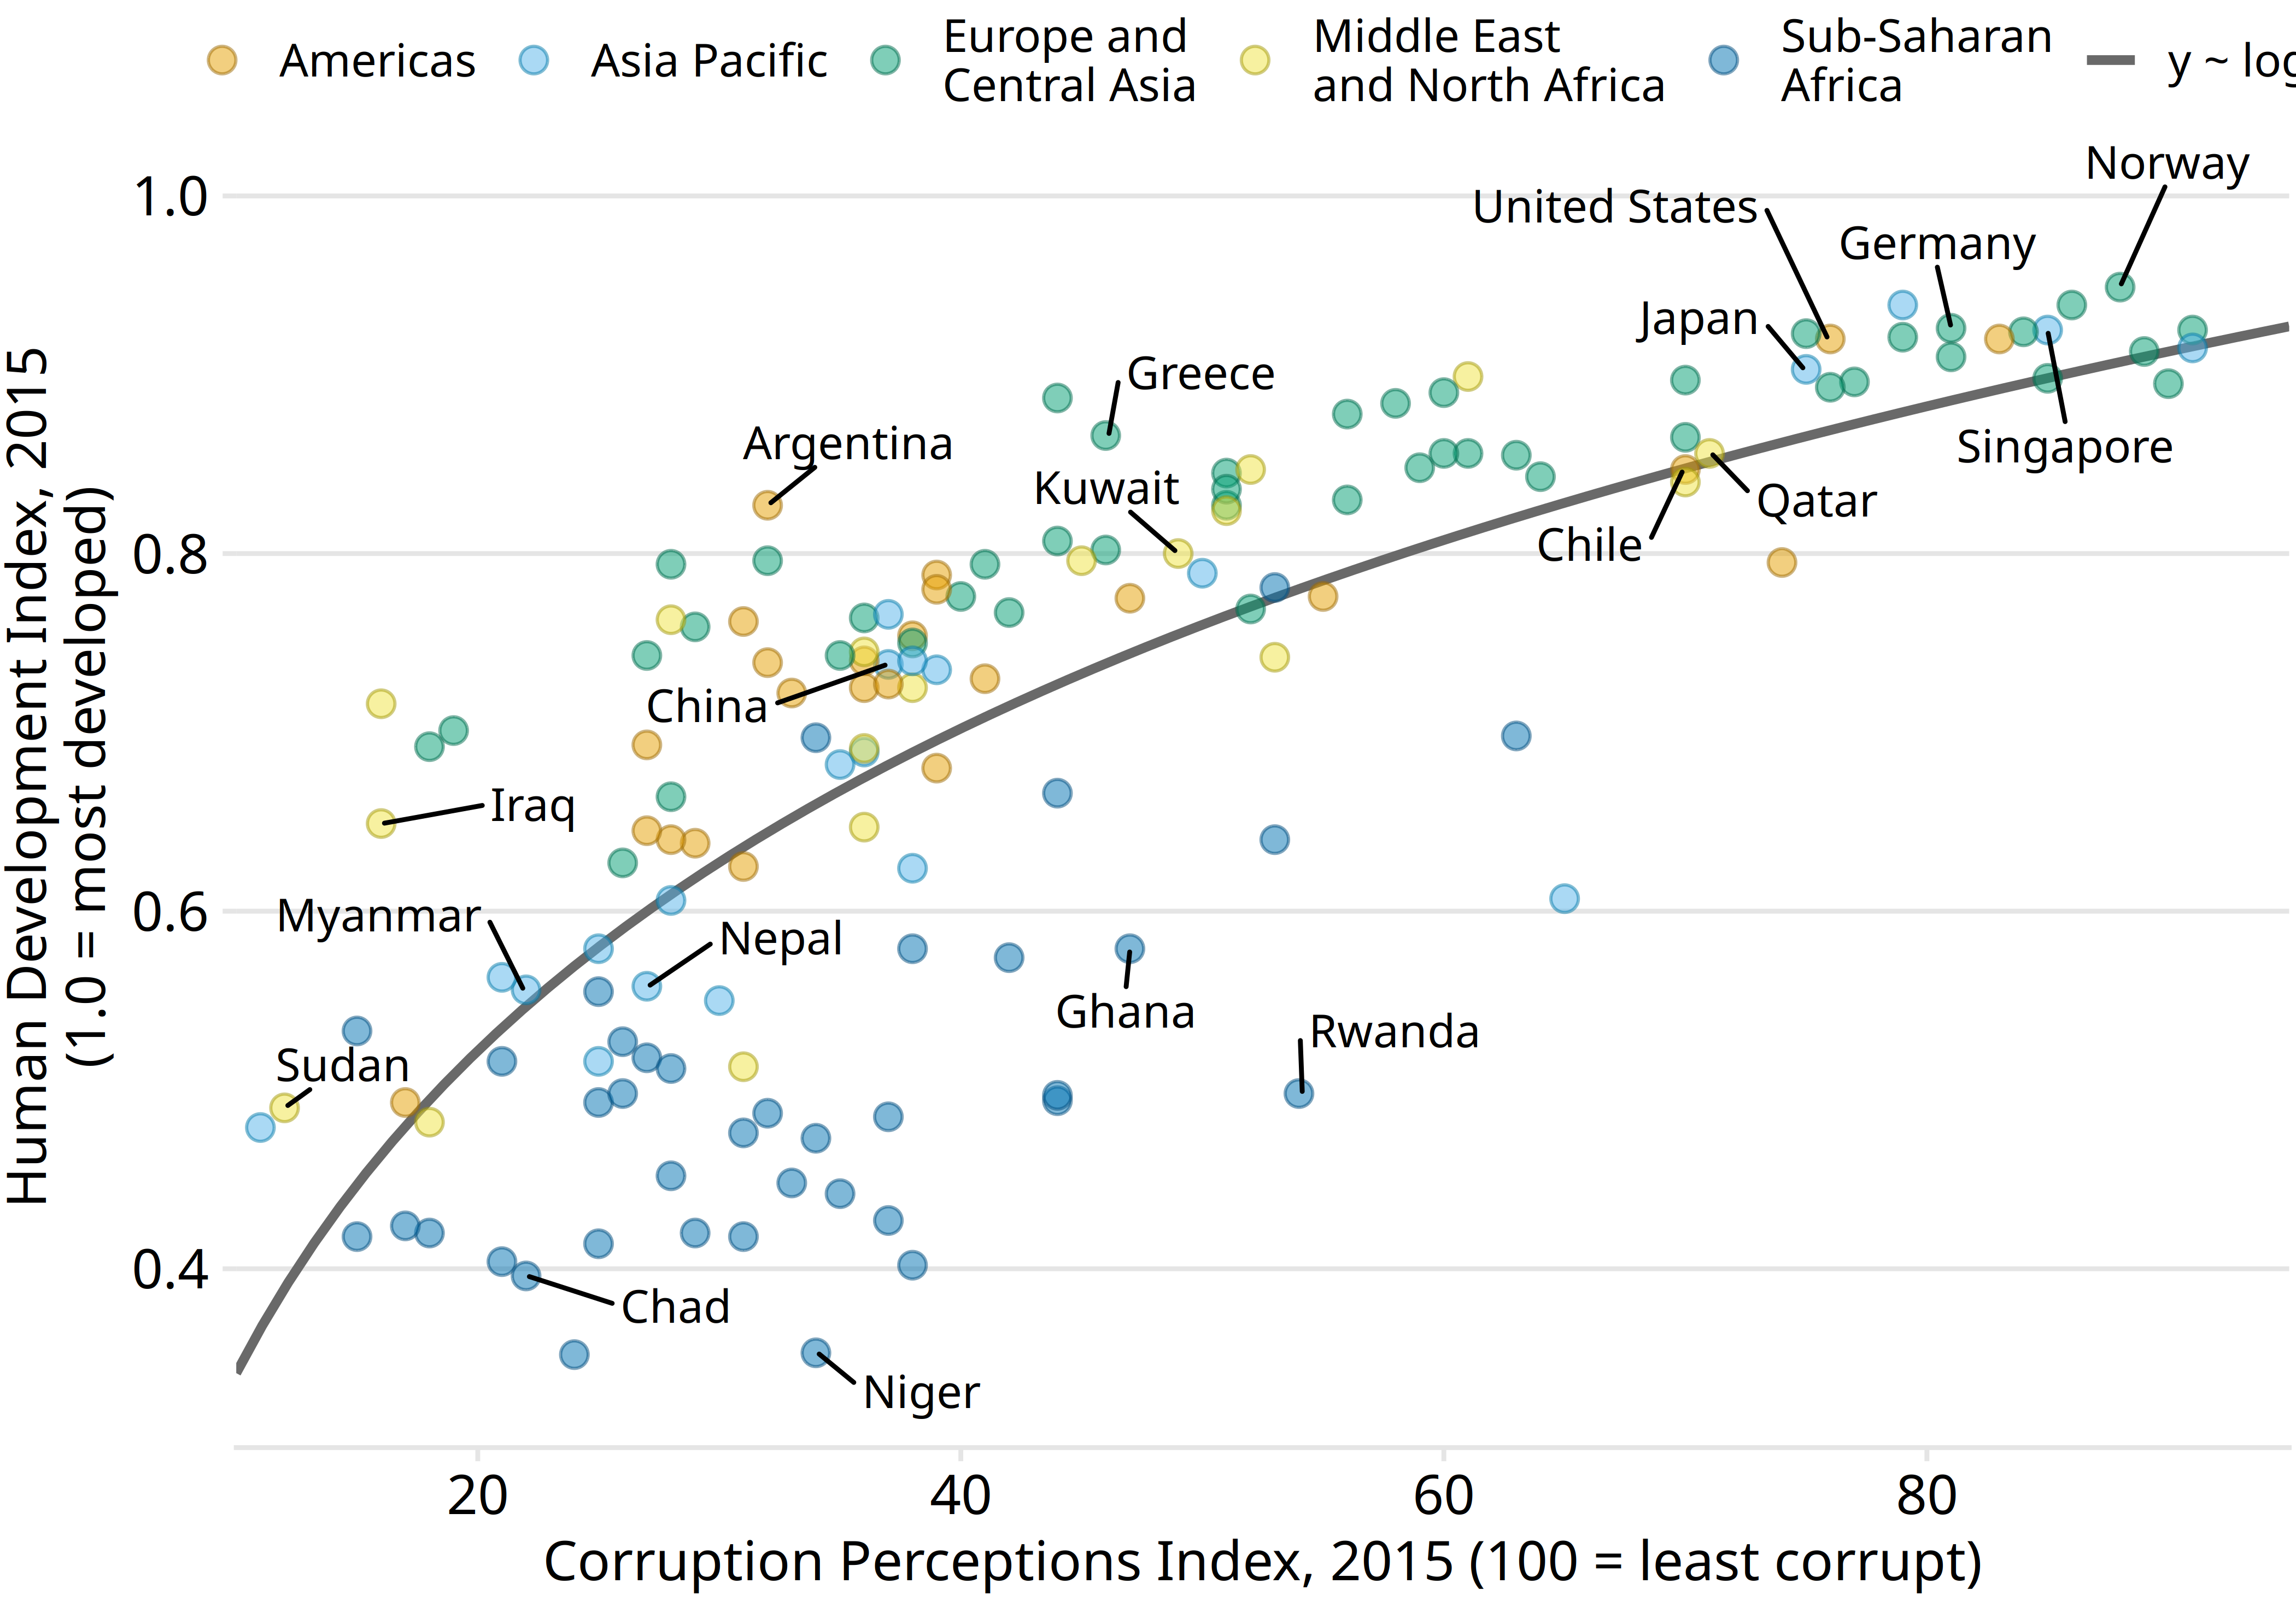 Americas
Asia Pacific
Europe and
Central Asia
Middle East
and North Africa
Sub-Saharan
Africa
y ~ log
Human Development Index, 2015
(1.0 = most developed)
1.0
0.8
0.6
0.4
Norway
United States
Germany
Japan
Greece
Argentina
Singapore
Kuwait
Qatar
Chile
China
Iraq
Myanmar
Nepal
Ghana
Rwanda
Sudan
Chad
Niger
20
40
60
80
Corruption Perceptions Index, 2015 (100 = least corrupt)